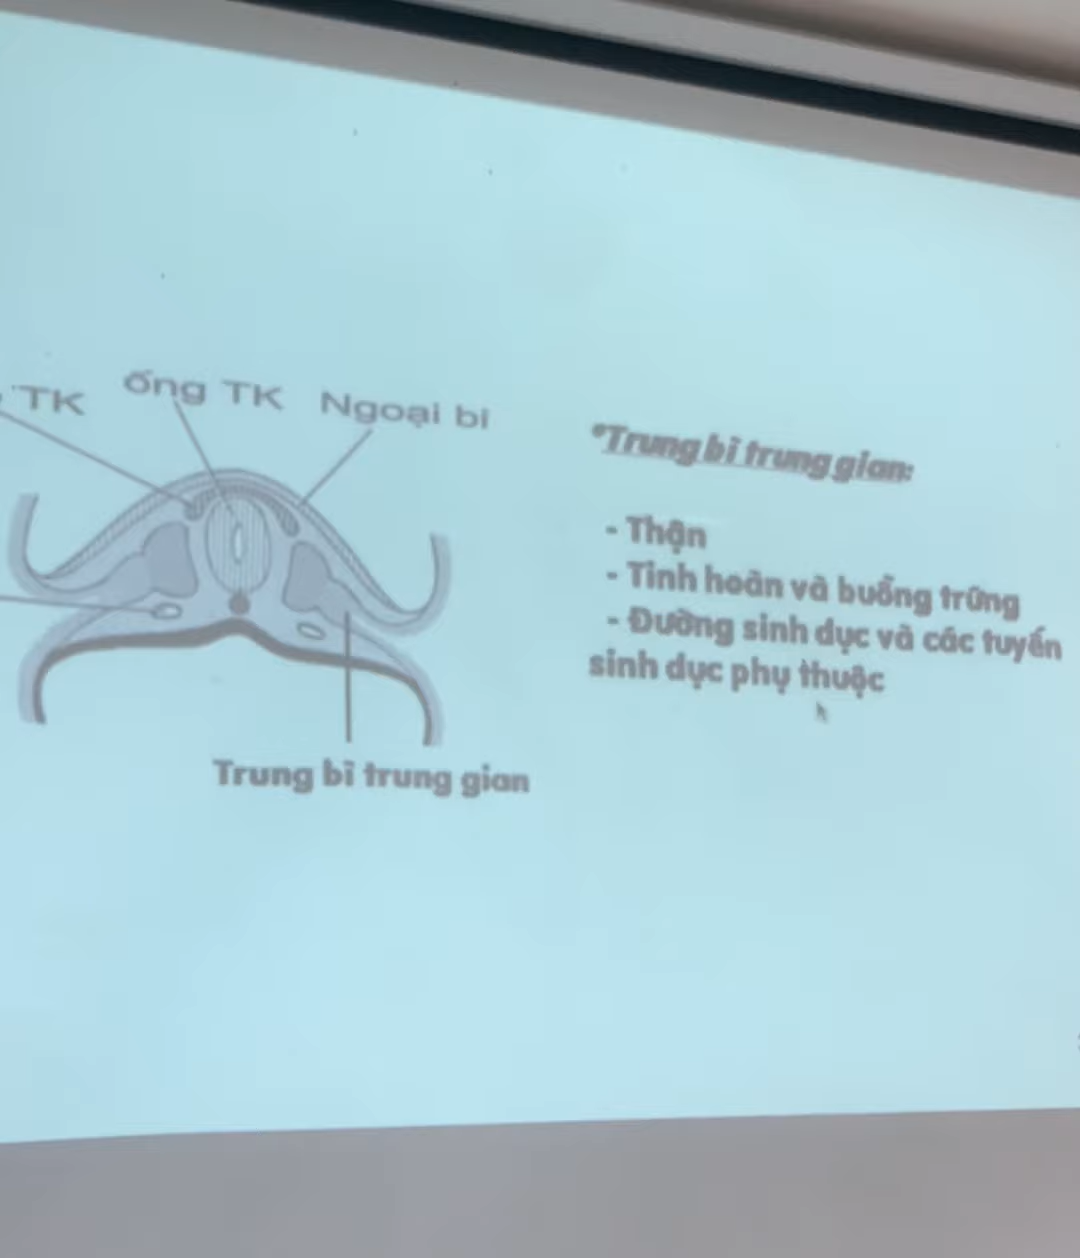 TK
ống TK
Ngoại bì
*Trung bì trung gian:
- Thận
- Tinh hoàn và buồng trứng
- Đường sinh dục và các tuyến
sinh dục phụ thuộc
Trung bì trung gian